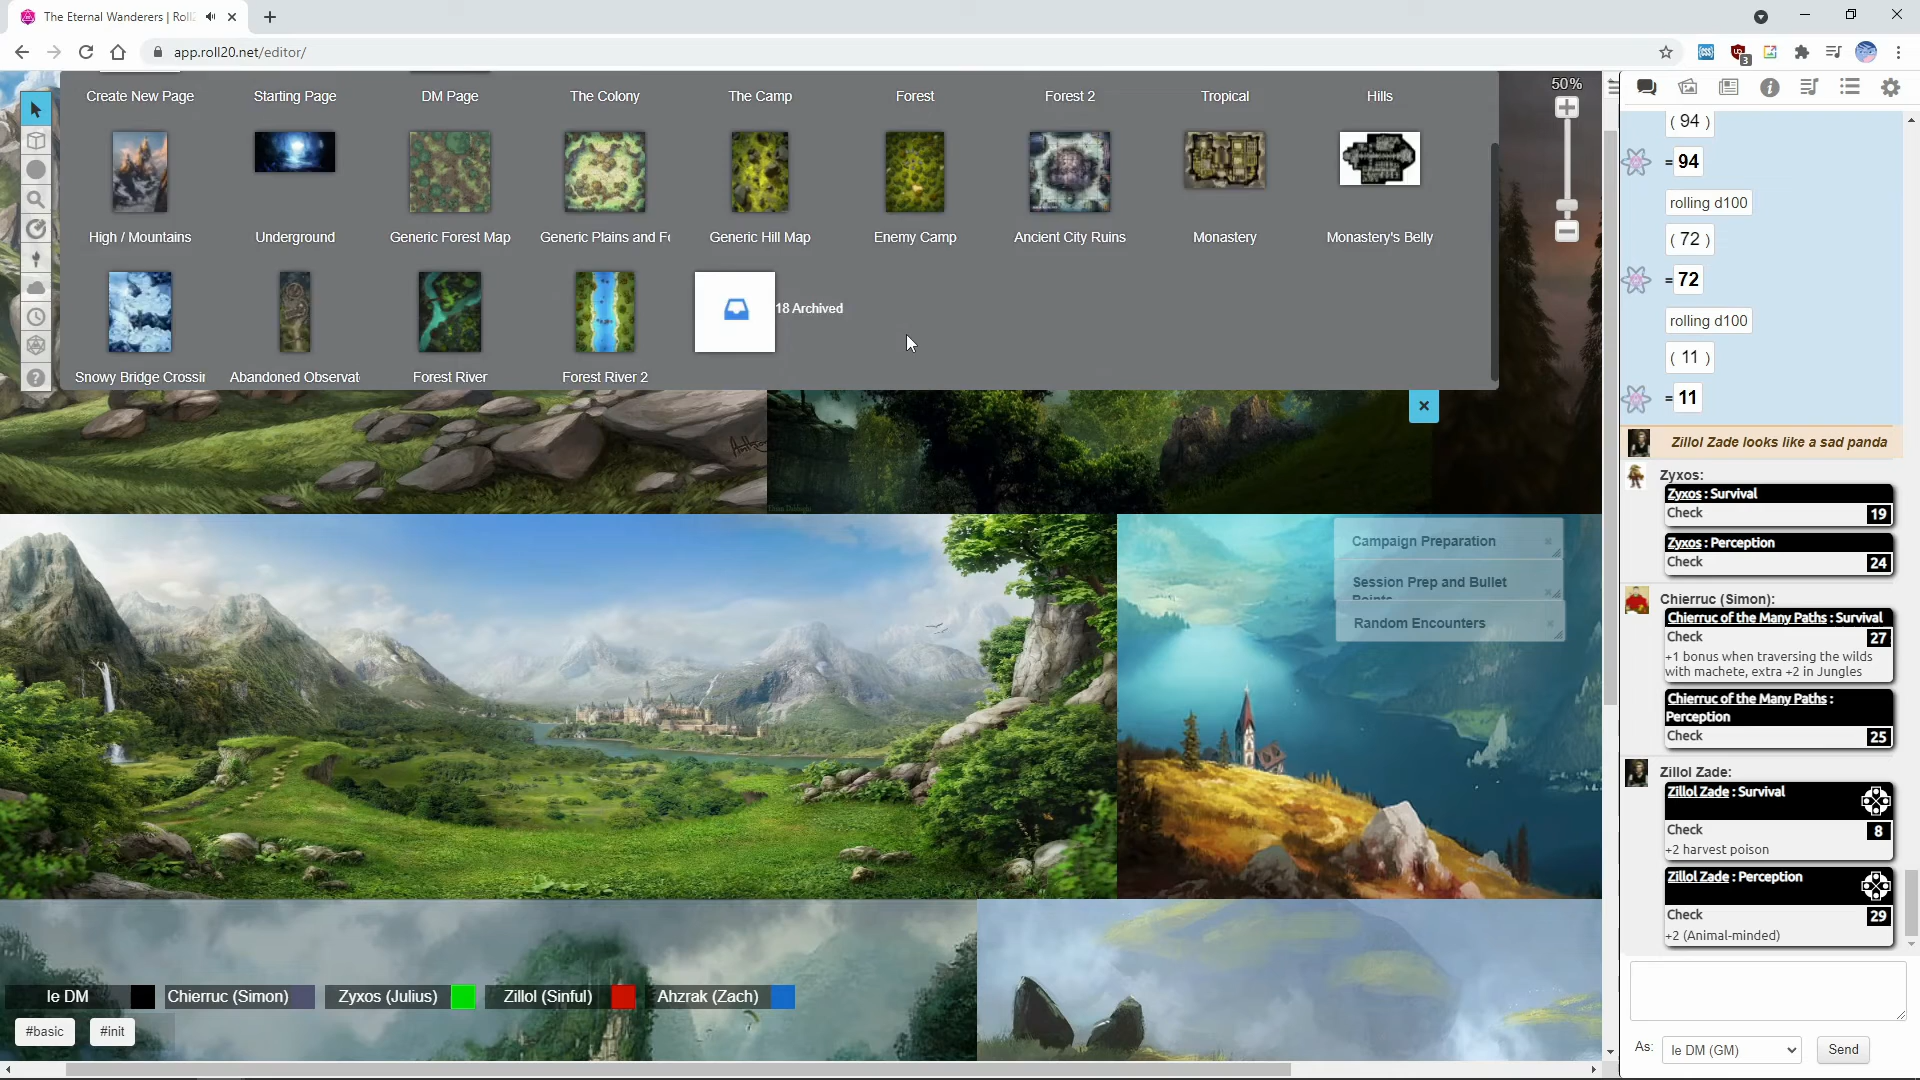 The Eternal Wanderers | Roll
app.roll20.net/editor/
3
Create New Page
Starting Page
DM Page
The Colony
The Camp
Forest
Forest 2
Tropical
Hills
High / Mountains
Underground
Generic Forest Map
Generic Plains and Fo
Generic Hill Map
Enemy Camp
Ancient City Ruins
Monastery
Monastery's Belly
18 Archived
Snowy Bridge Crossin
Abandoned Observat
Forest River
Forest River 2
50%
Campaign Preparation
Session Prep and Bullet
Points
Random Encounters
( 94 )
= 94
rolling d100
( 72 )
= 72
rolling d100
( 11 )
= 11
Zillol Zade looks like a sad panda
Zyxos:
Zyxos : Survival
Check 19
Zyxos : Perception
Check 24
Chierruc (Simon):
Chierruc of the Many Paths : Survival
Check 27
+1 bonus when traversing the wilds
with machete, extra +2 in Jungles
Chierruc of the Many Paths :
Perception
Check 25
Zillol Zade:
Zillol Zade : Survival
Check 8
+2 harvest poison
Zillol Zade : Perception
Check 29
+2 (Animal-minded)
le DM
Chierruc (Simon)
Zyxos (Julius)
Zillol (Sinful)
Ahzrak (Zach)
#basic
#init
As:
le DM (GM)
Send